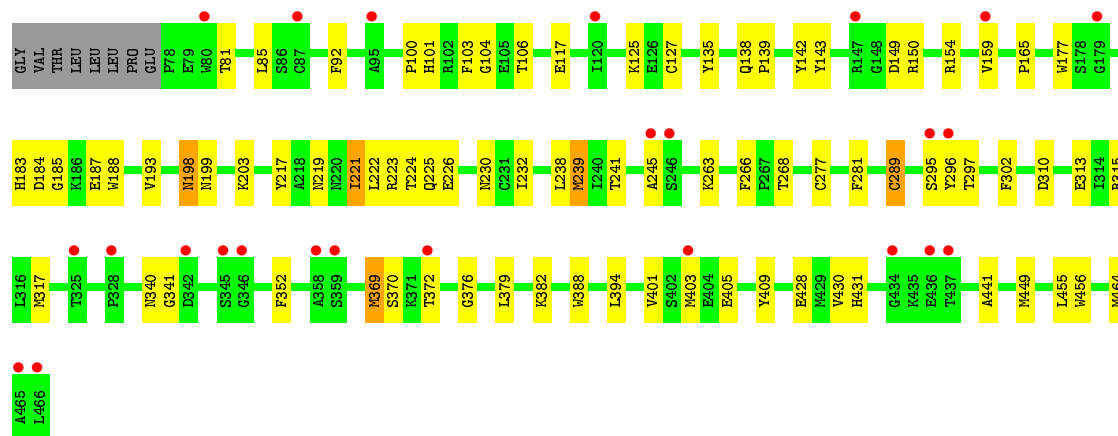 GLY VAL THR LEU LEU LEU PRO GLU P78 E79 W80 T81 L85 S86 C87 F92 A95 P100 H101 R102 F103 G104 E105 T106 E117 I120 K125 E126 C127 Y135 Q138 P139 Y142 Y143 R147 G148 D149 R150 R154 V159 P165 W177 S178 G179
H183 D184 G185 K186 E187 W188 V193 N198 N199 K203 Y217 A218 N219 N220 I221 L222 R223 T224 Q225 E226 N230 C231 I232 L238 M239 I240 T241 A245 S246 K263 F266 P267 T268 C277 F281 C289 S295 Y296 T297 F302 D310 E313 I314
L316 M317 T325 P328 N340 G341 D342 S345 G346 F352 A358 S359 M369 S370 K371 T372 G376 L379 K382 W388 L394 V401 S402 M403 E404 E405 Y409 E428 M429 V430 H431 G434 K435 E436 T437 A441 M449 L455 W456
A465 L466